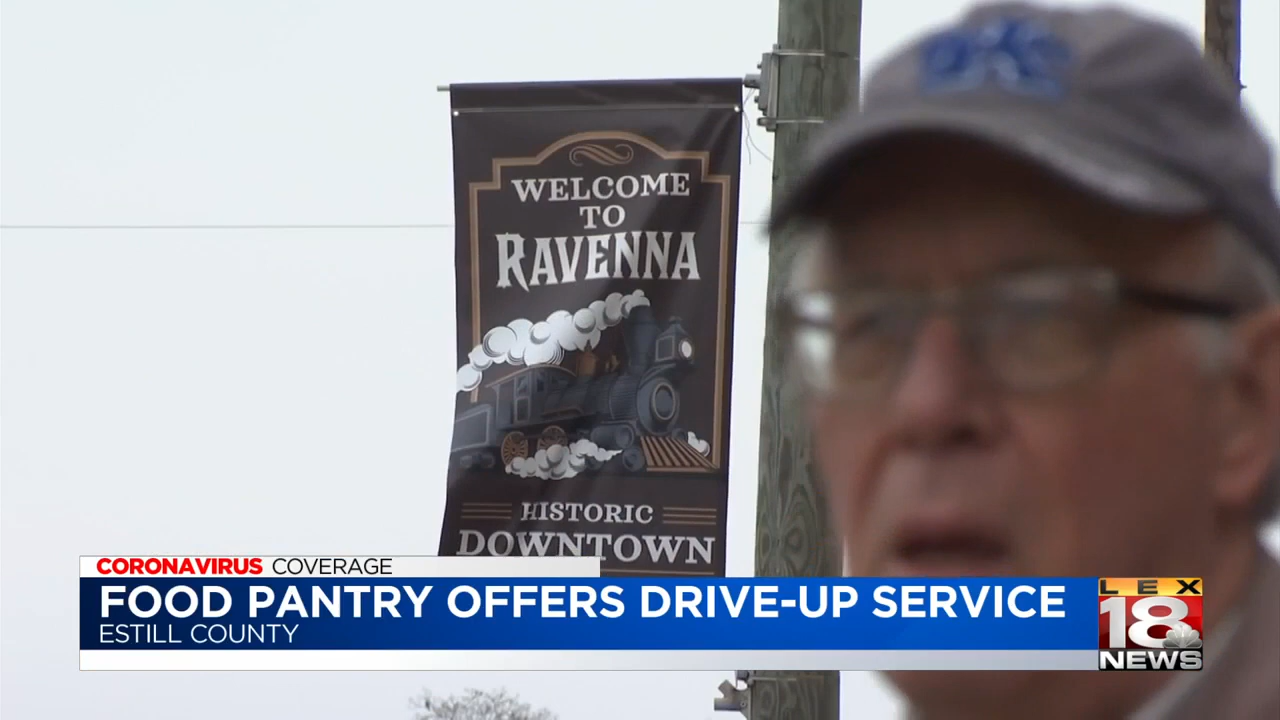 WELCOME
TO
RAVENNA
HISTORIC
DOWNTOWN
CORONAVIRUS COVERAGE
FOOD PANTRY OFFERS DRIVE-UP SERVICE
ESTILL COUNTY
LEX
18
NEWS